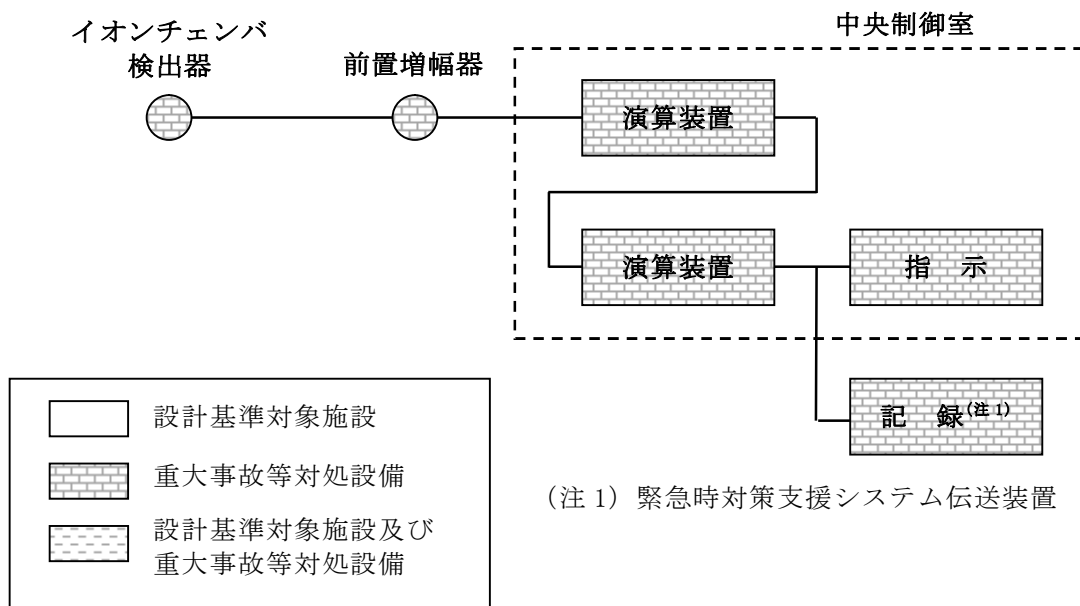 中央制御室
イオンチェンバ
検出器
前置増幅器
演算装置
演算装置
指 示
記 録(注1)
設計基準対象施設
重大事故等対処設備
設計基準対象施設及び
重大事故等対処設備
(注1) 緊急時対策支援システム伝送装置